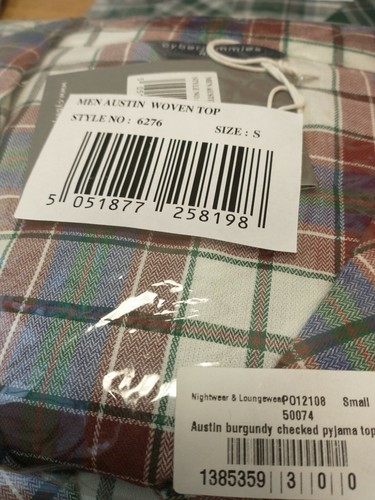 cyberjammies
MEN AUSTIN WOVEN TOP
STYLE NO : 6276
SIZE : S
5 051877 258198
Nightwear & Loungewear PO12108 Small
50074
Austin burgundy checked pyjama top
1385359 3 0 0